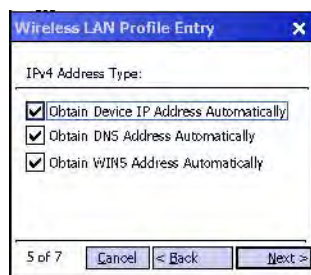 Wireless LAN Profile Entry X
IPv4 Address Type:
Obtain Device IP Address Automatically
Obtain DNS Address Automatically
Obtain WINS Address Automatically
5 of 7 Cancel < Back Next >